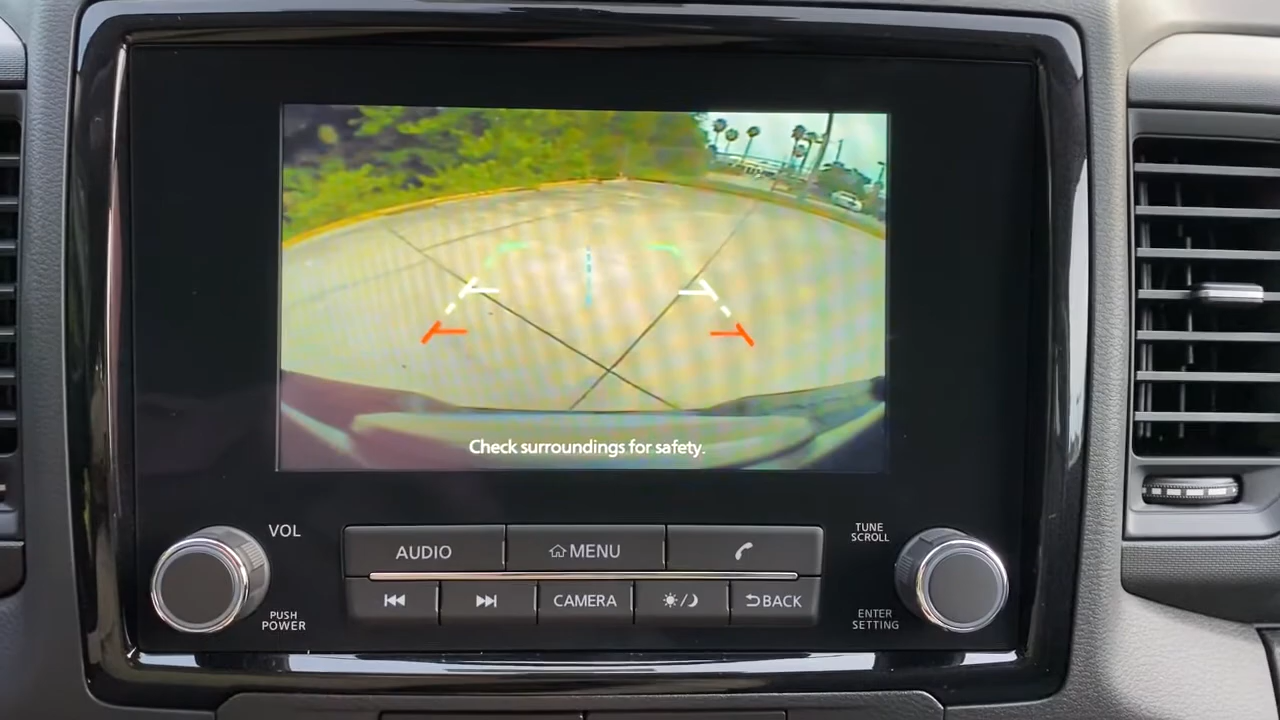 Check surroundings for safety.
VOL
PUSH
POWER
AUDIO
MENU
TUNE
SCROLL
CAMERA
BACK
ENTER
SETTING